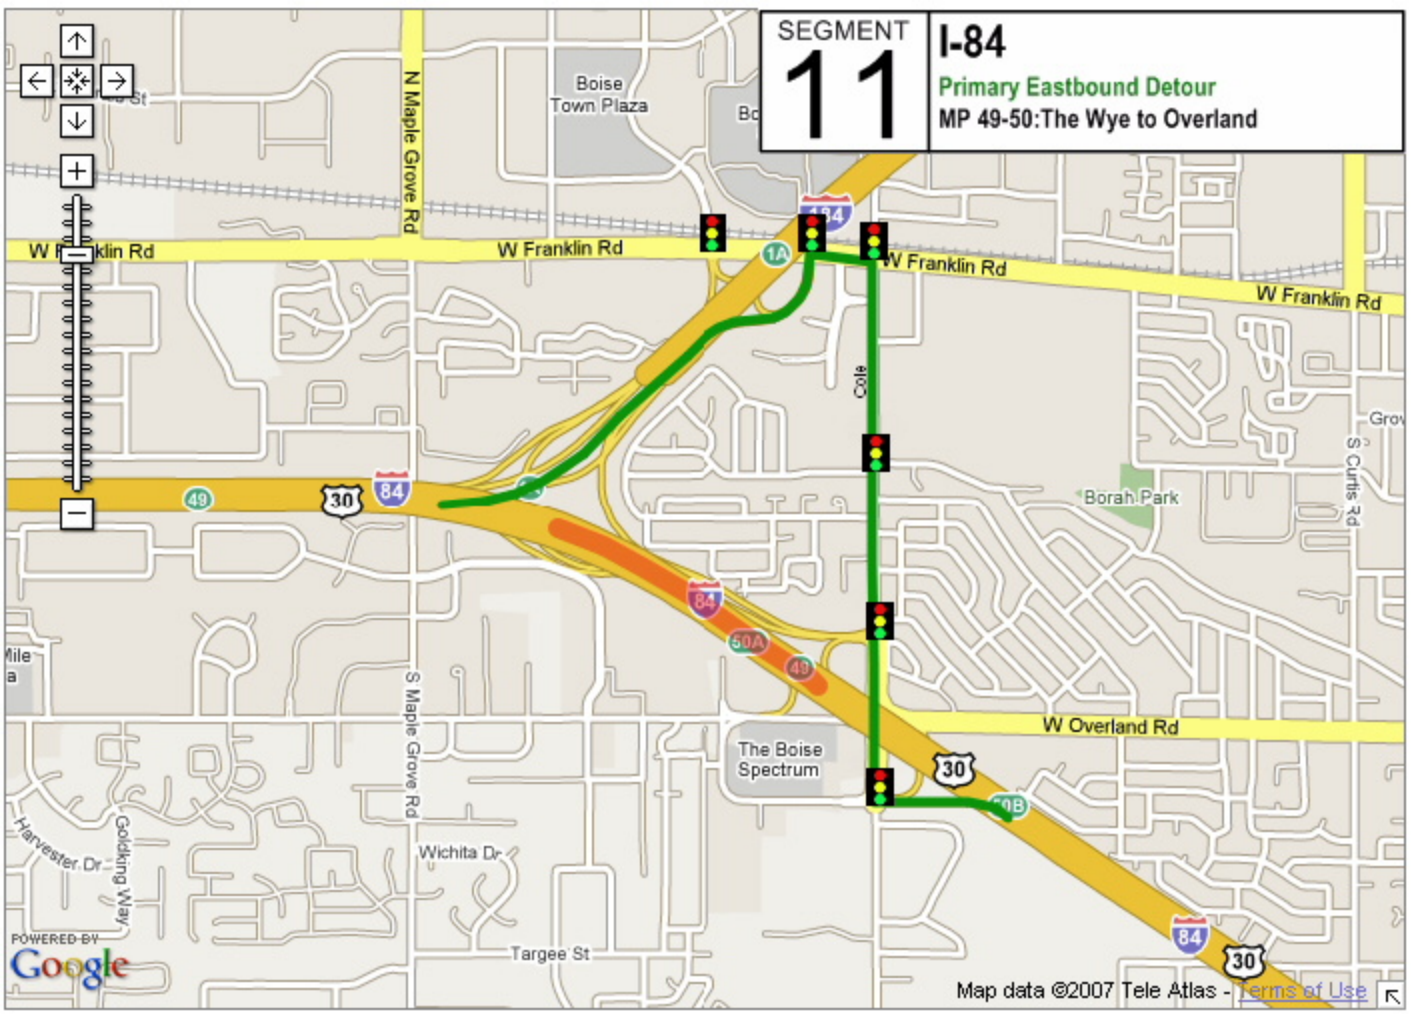 SEGMENT
11
I-84
Primary Eastbound Detour
MP 49-50:The Wye to Overland
St
N Maple Grove Rd
Boise
Town Plaza
184
W Franklin Rd
W Franklin Rd
1A
W Franklin Rd
W Franklin Rd
Cole
S Curtis Rd
Borah Park
49
30
84
84
50A
49
S Maple Grove Rd
W Overland Rd
The Boise
Spectrum
30
50B
Harvester Dr
Goldking Way
Wichita Dr
Targee St
84
30
POWERED BY
Google
Map data ©2007 Tele Atlas - Terms of Use